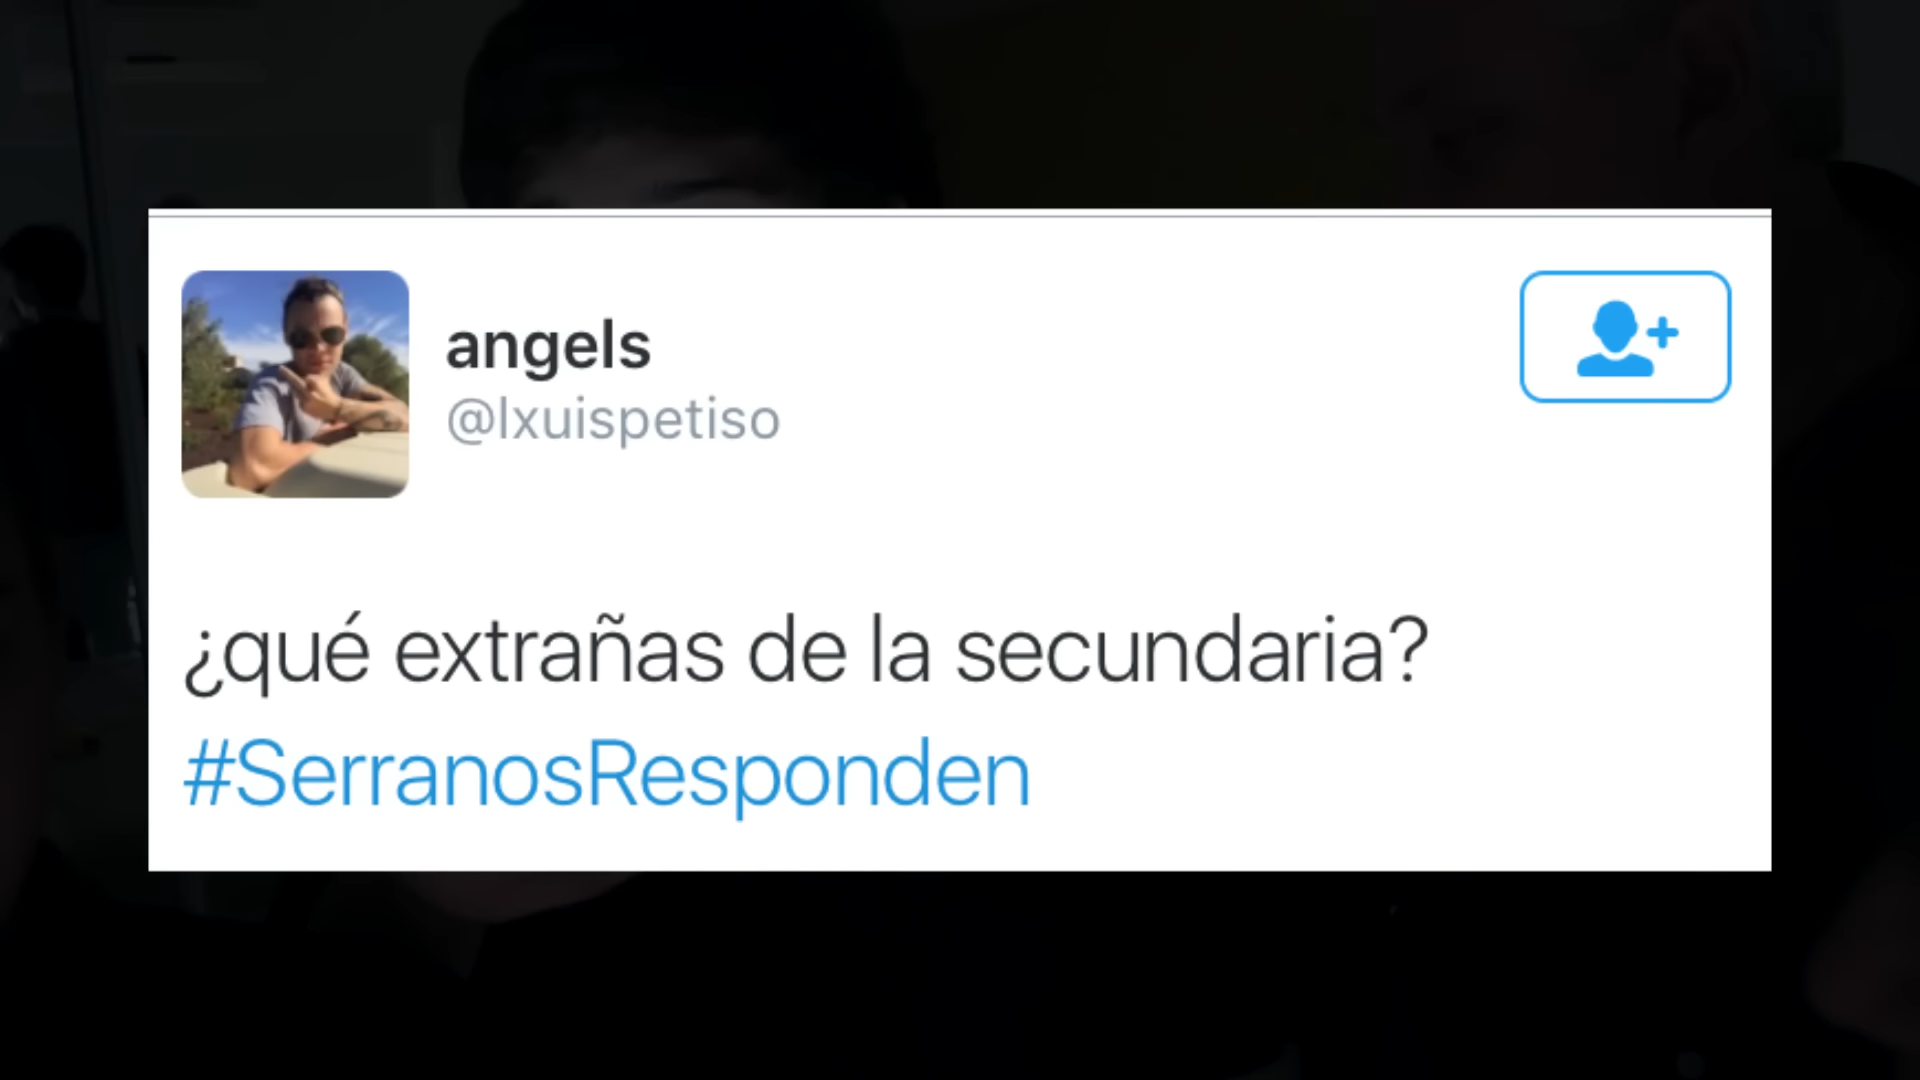 angels
@lxuispetiso
¿qué extrañas de la secundaria?
#SerranosResponden